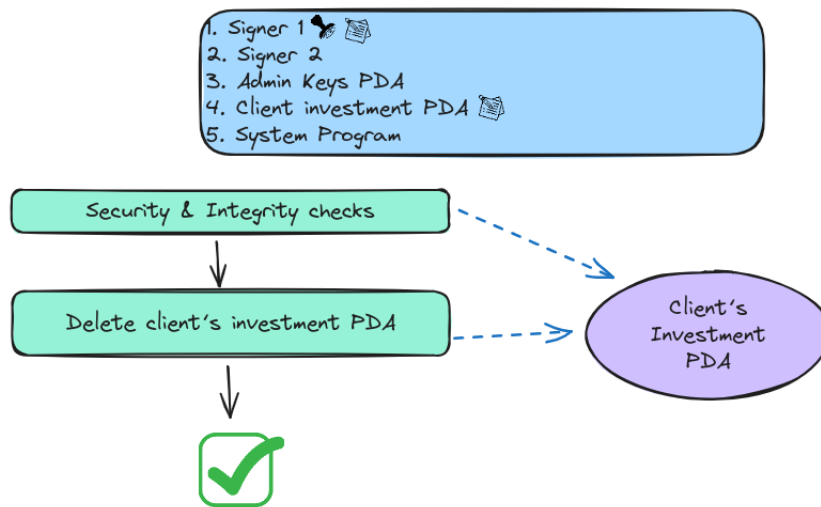 1. Signer 1
2. Signer 2
3. Admin Keys PDA
4. Client investment PDA
5. System Program
Security & Integrity checks
Delete client's investment PDA
Client's
Investment
PDA